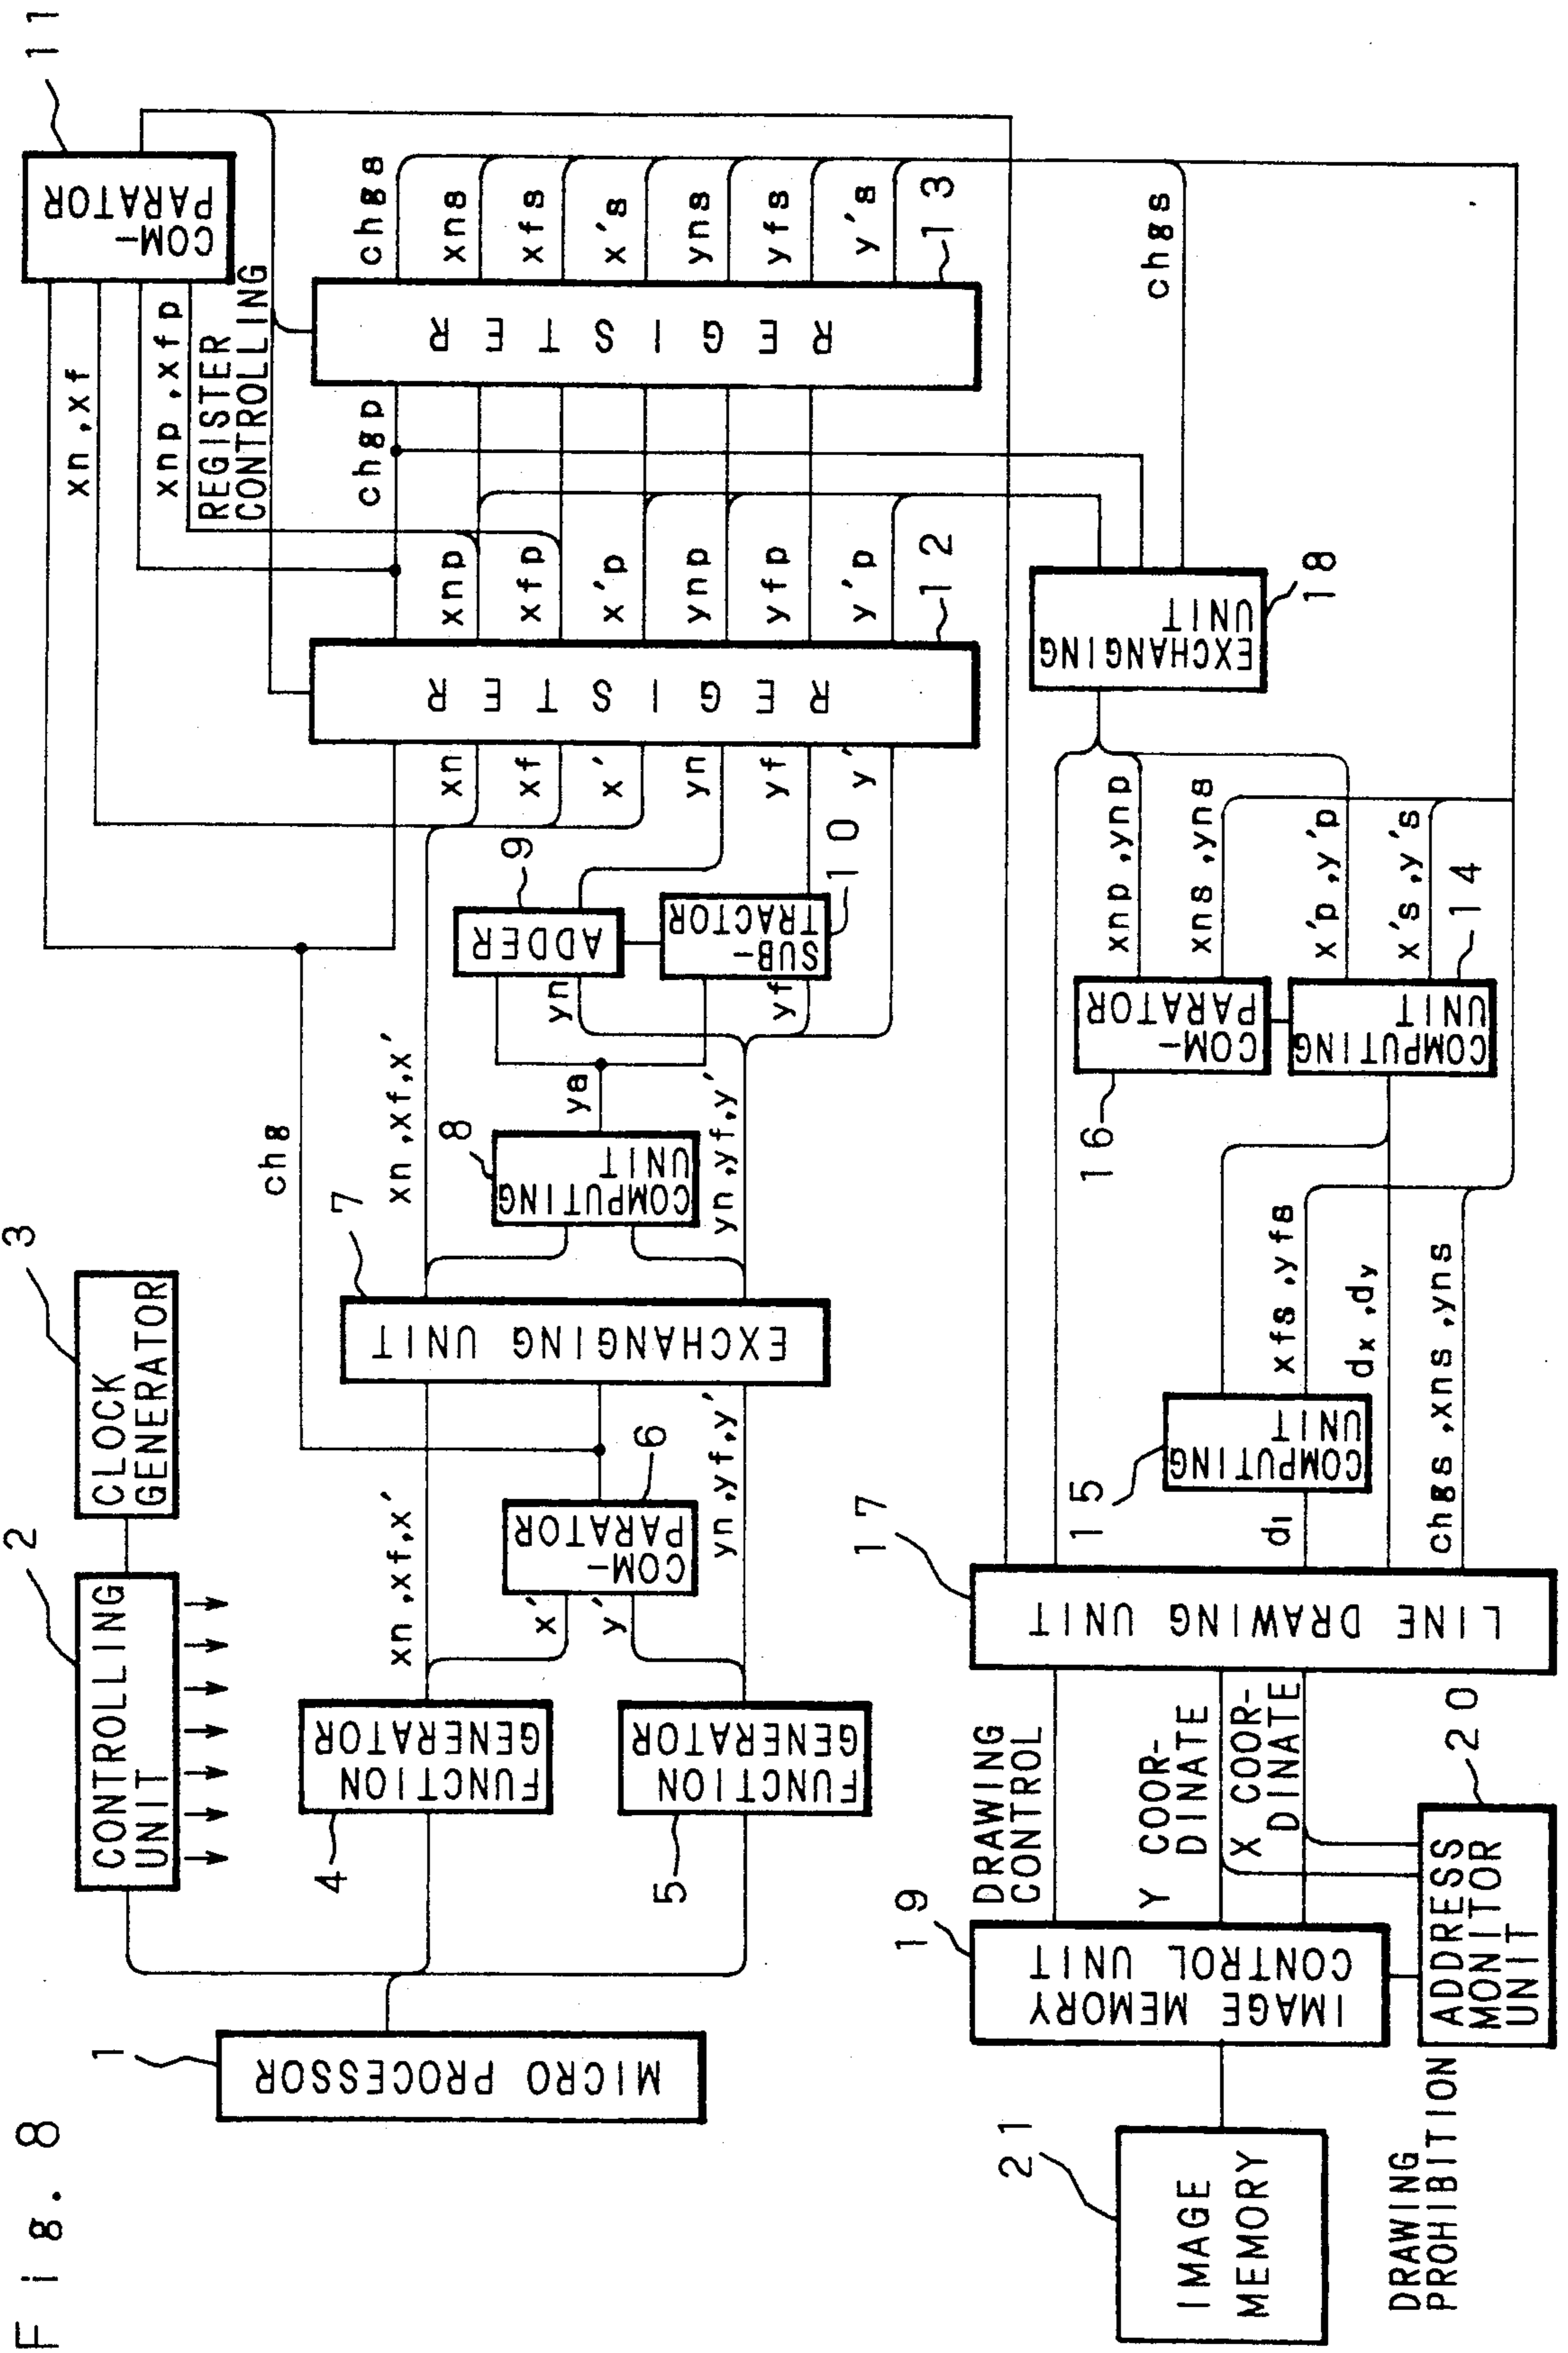 Fig. 8
1
MICRO PROCESSOR
2
CONTROLLING
UNIT
3
CLOCK
GENERATOR
4
FUNCTION
GENERATOR
5
FUNCTION
GENERATOR
xn,xf,x'
x'
y'
yn,yf,y'
COM-
PARATOR
6
chg
7
EXCHANGING UNIT
xn,xf,x'
8
COMPUTING
UNIT
ya
yn,yf,y'
9
ADDER
yn
SUB-
TRACTOR
10
yf
xn
xf
x'
yn
yf
y'
REGISTER
12
xn,xf
xnp,xfp
REGISTER
CONTROLLING
COM-
PARATOR
11
chgp
xnp
xfp
x'p
ynp
yfp
y'p
REGISTER
13
chgs
xns
xfs
x's
yns
yfs
y's
chgs
EXCHANGING
UNIT
18
xnp,ynp
xns,yns
x'p,y'p
x's,y's
COM-
PARATOR
16
COMPUTING
UNIT
14
xfs,yfs
dx,dy
chgs,xns,yns
COMPUTING
UNIT
15
dl
17
LINE DRAWING UNIT
DRAWING
CONTROL
Y COOR-
DINATE
X COOR-
DINATE
19
IMAGE MEMORY
CONTROL UNIT
20
ADDRESS
MONITOR
UNIT
DRAWING
PROHIBITION
21
IMAGE
MEMORY